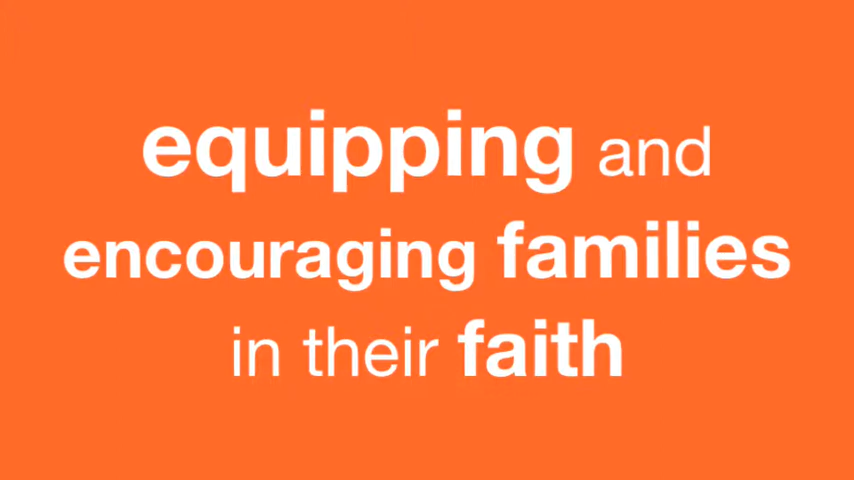 equipping and
encouraging families
in their faith